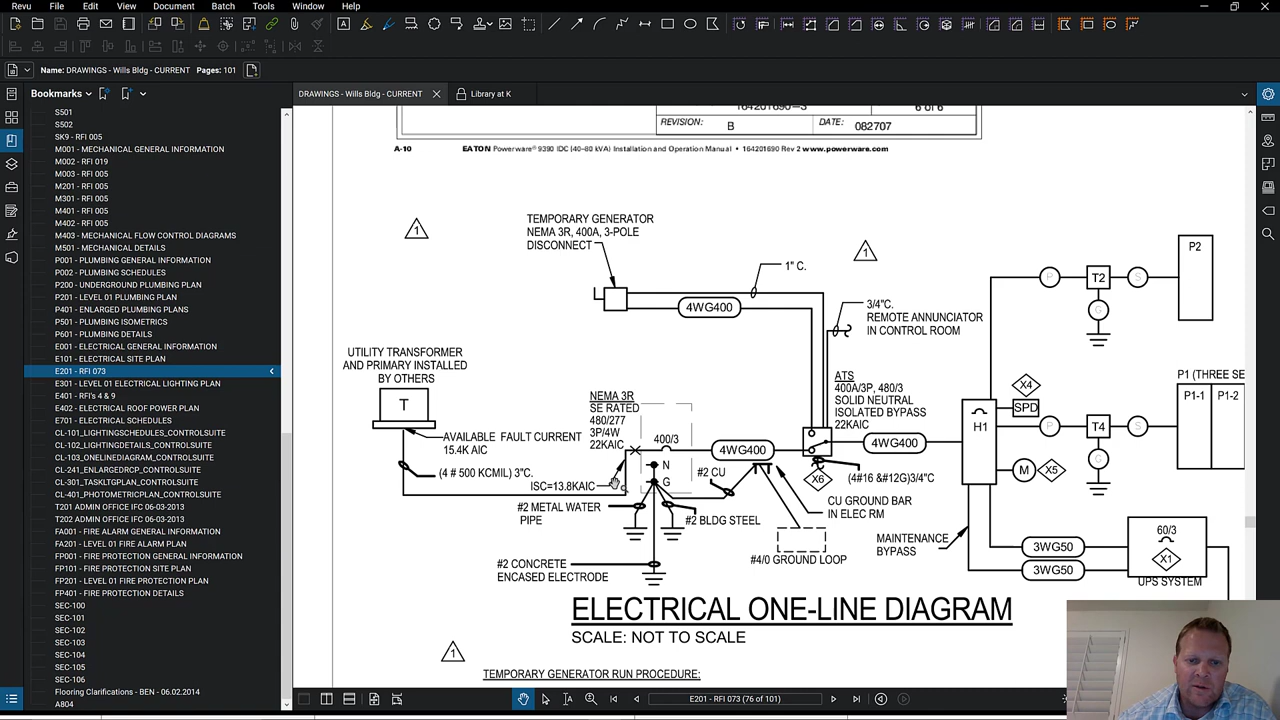 Revu File Edit View Document Batch Tools Window Help
Name: DRAWINGS - Wills Bldg - CURRENT Pages: 101
Bookmarks
DRAWINGS - Wills Bldg - CURRENT
Library at K
S501
S502
SK9 - RFI 005
M001 - MECHANICAL GENERAL INFORMATION
M002 - RFI 019
M003 - RFI 005
M201 - RFI 005
M301 - RFI 005
M401 - RFI 005
M402 - RFI 005
M403 - MECHANICAL FLOW CONTROL DIAGRAMS
M501 - MECHANICAL DETAILS
P001 - PLUMBING GENERAL INFORMATION
P002 - PLUMBING SCHEDULES
P200 - UNDERGROUND PLUMBING PLAN
P201 - LEVEL 01 PLUMBING PLAN
P401 - ENLARGED PLUMBING PLANS
P501 - PLUMBING ISOMETRICS
P601 - PLUMBING DETAILS
E001 - ELECTRICAL GENERAL INFORMATION
E101 - ELECTRICAL SITE PLAN
E201 - RFI 073
E301 - LEVEL 01 ELECTRICAL LIGHTING PLAN
E401 - RFI's 4 & 9
E402 - ELECTRICAL ROOF POWER PLAN
E701 - ELECTRICAL SCHEDULES
CL-101_LIGHTINGSCHEDULES_CONTROLSUITE
CL-102_LIGHTINGDETAILS_CONTROLSUITE
CL-103_ONELINEDIAGRAM_CONTROLSUITE
CL-241_ENLARGEDRCP_CONTROLSUITE
CL-301_TASKLTGPLAN_CONTROLSUITE
CL-401_PHOTOMETRICPLAN_CONTROLSUITE
T201 ADMIN OFFICE IFC 06-03-2013
T202 ADMIN OFFICE IFC 06-03-2013
FA001 - FIRE ALARM GENERAL INFORMATION
FA201 - LEVEL 01 FIRE ALARM PLAN
FP001 - FIRE PROTECTION GENERAL INFORMATION
FP101 - FIRE PROTECTION SITE PLAN
FP201 - LEVEL 01 FIRE PROTECTION PLAN
FP401 - FIRE PROTECTION DETAILS
SEC-100
SEC-101
SEC-102
SEC-103
SEC-104
SEC-105
SEC-106
Flooring Clarifications - BEN - 06.02.2014
A804
164201690-3
6 of 6
REVISION: B
DATE: 082707
A-10 EATON Powerware® 9390 IDC (40–80 kVA) Installation and Operation Manual • 164201690 Rev 2 www.powerware.com
1
TEMPORARY GENERATOR
NEMA 3R, 400A, 3-POLE
DISCONNECT
1" C.
4WG400
1
3/4"C.
REMOTE ANNUNCIATOR
IN CONTROL ROOM
P2
T2
S
G
UTILITY TRANSFORMER
AND PRIMARY INSTALLED
BY OTHERS
T
AVAILABLE FAULT CURRENT
15.4K AIC
(4 # 500 KCMIL) 3"C.
ISC=13.8KAIC
NEMA 3R
SE RATED
480/277
3P/4W
22KAIC
400/3
N
G
4WG400
#2 CU
ATS
400A/3P, 480/3
SOLID NEUTRAL
ISOLATED BYPASS
22KAIC
4WG400
X6
(4#16 &#12G)3/4"C
H1
X4
SPD
M
X5
T4
S
G
P1 (THREE SE
P1-1
P1-2
#2 METAL WATER
PIPE
#2 BLDG STEEL
#2 CONCRETE
ENCASED ELECTRODE
CU GROUND BAR
IN ELEC RM
#4/0 GROUND LOOP
MAINTENANCE
BYPASS
3WG50
3WG50
60/3
X1
UPS SYSTEM
ELECTRICAL ONE-LINE DIAGRAM
SCALE: NOT TO SCALE
1
TEMPORARY GENERATOR RUN PROCEDURE:
E201 - RFI 073 (76 of 101)